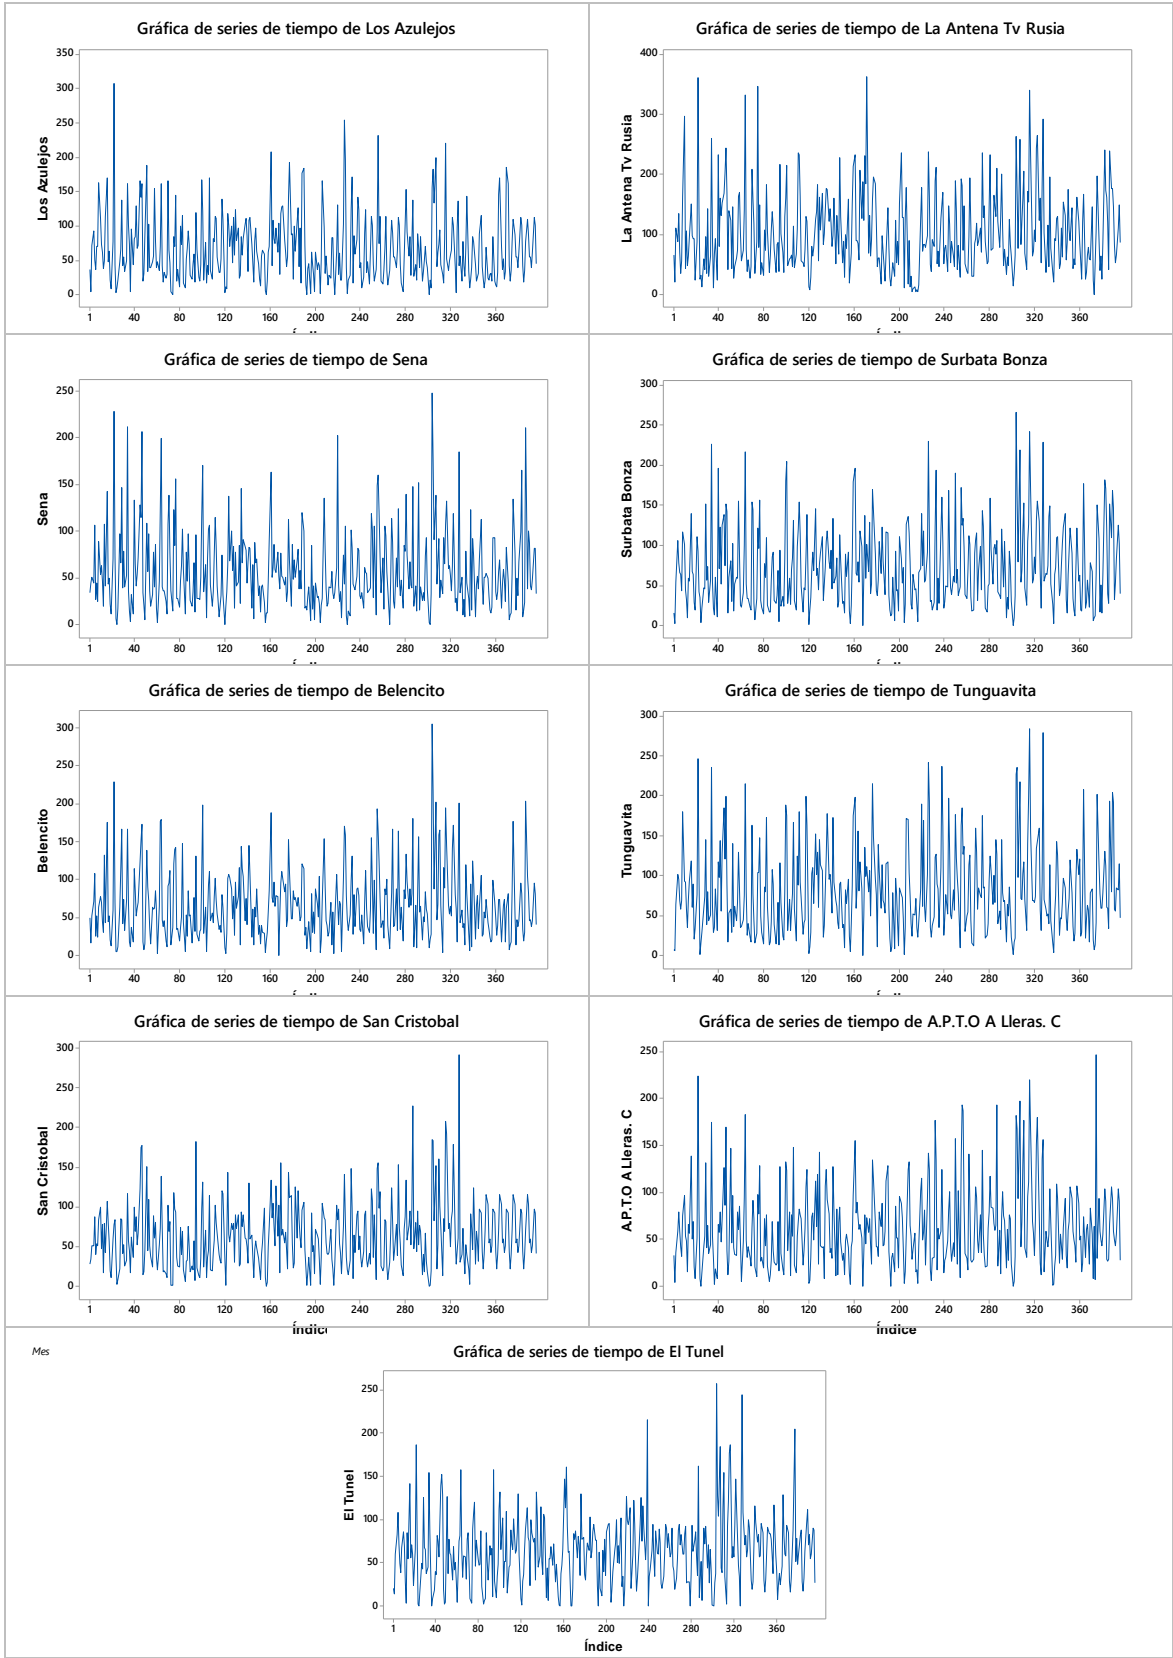 Gráfica de series de tiempo de Los Azulejos
350
300
250
200
150
100
50
0
Los Azulejos
1 40 80 120 160 200 240 280 320 360
Gráfica de series de tiempo de La Antena Tv Rusia
400
300
200
100
0
La Antena Tv Rusia
1 40 80 120 160 200 240 280 320 360
Gráfica de series de tiempo de Sena
250
200
150
100
50
0
Sena
1 40 80 120 160 200 240 280 320 360
Gráfica de series de tiempo de Surbata Bonza
300
250
200
150
100
50
0
Surbata Bonza
1 40 80 120 160 200 240 280 320 360
Gráfica de series de tiempo de Belencito
300
250
200
150
100
50
0
Belencito
1 40 80 120 160 200 240 280 320 360
Gráfica de series de tiempo de Tunguavita
300
250
200
150
100
50
0
Tunguavita
1 40 80 120 160 200 240 280 320 360
Gráfica de series de tiempo de San Cristobal
300
250
200
150
100
50
0
San Cristobal
1 40 80 120 160 200 240 280 320 360
Gráfica de series de tiempo de A.P.T.O A Lleras. C
250
200
150
100
50
0
A.P.T.O A Lleras. C
1 40 80 120 160 200 240 280 320 360
Índice
Mes
Gráfica de series de tiempo de El Tunel
250
200
150
100
50
0
El Tunel
1 40 80 120 160 200 240 280 320 360
Índice